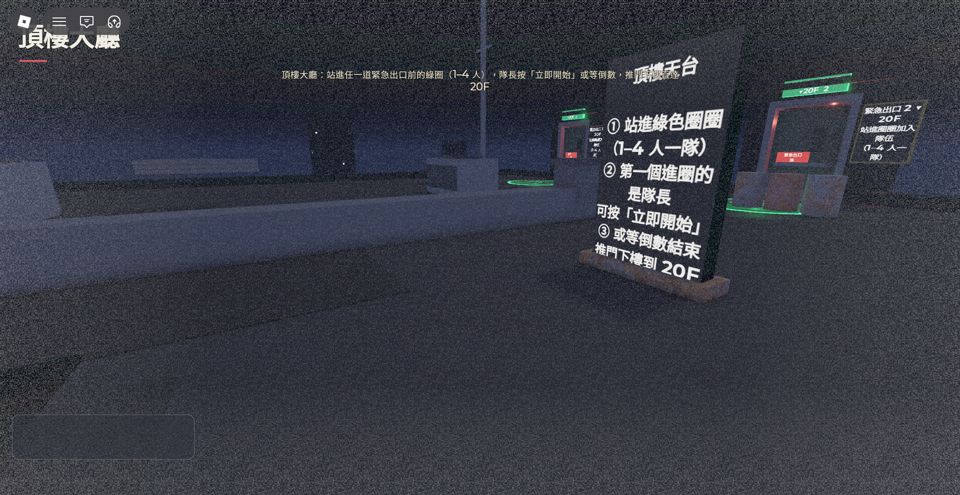 頂樓大廳
頂樓大廳：站進任一道緊急出口前的綠圈（1–4 人），隊長按「立即開始」或等倒數，推
20F
頂樓天台
① 站進綠色圈圈
（1–4 人一隊）
② 第一個進圈的
是隊長
可按「立即開始」
③ 或等倒數結束
推門下樓到 20F
20F 2
緊急出口
緊急出口 2
20F
站進圈圈加入
隊伍
（1–4 人一
隊）